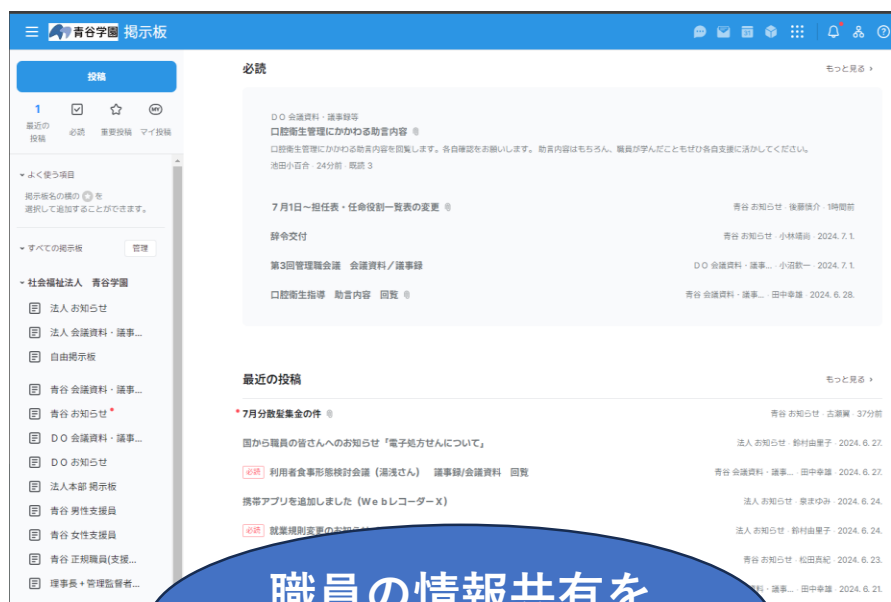 青谷学園 掲示板
投稿
1
最近の
投稿
必読
重要投稿
MY
マイ投稿
よく使う項目
掲示板名の横の を
選択して追加することができます。
すべての掲示板
管理
社会福祉法人 青谷学園
法人 お知らせ
法人 会議資料・議事...
自由掲示板
青谷 会議資料・議事...
青谷 お知らせ
DO 会議資料・議事...
DO お知らせ
法人本部 掲示板
青谷 男性支援員
青谷 女性支援員
青谷 正規職員(支援...
理事長+管理監督者...
必読
もっと見る ›
DO 会議資料・議事録等
口腔衛生管理にかかわる助言内容
口腔衛生管理にかかわる助言内容を回覧します。各自確認をお願いします。 助言内容はもちろん、職員が学んだこともぜひ各自支援に活かしてください。
池田小百合・24分前・既読 3
7月1日~担任表・任命役割一覧表の変更
青谷 お知らせ・後藤慎介・1時間前
辞令交付
青谷 お知らせ・小林靖尚・2024. 7. 1.
第3回管理職会議 会議資料/議事録
DO 会議資料・議事...・小沼歓一・2024. 7. 1.
口腔衛生指導 助言内容 回覧
青谷 会議資料・議事...・田中幸雄・2024. 6. 28.
最近の投稿
もっと見る ›
7月分散髪集金の件
青谷 お知らせ・古瀬翼・37分前
国から職員の皆さんへのお知らせ「電子処方せんについて」
法人 お知らせ・鈴村由里子・2024. 6. 27.
必読 利用者食事形態検討会議(湯浅さん) 議事録/会議資料 回覧
青谷 会議資料・議事...・田中幸雄・2024. 6. 27.
携帯アプリを追加しました(WebレコーダーX)
法人 お知らせ・泉まゆみ・2024. 6. 24.
必読 就業規則変更のお知らせ
法人 お知らせ・鈴村由里子・2024. 6. 24.
青谷 お知らせ・松田真紀・2024. 6. 23.
議事...・田中幸雄・2024. 6. 21.
職員の情報共有を